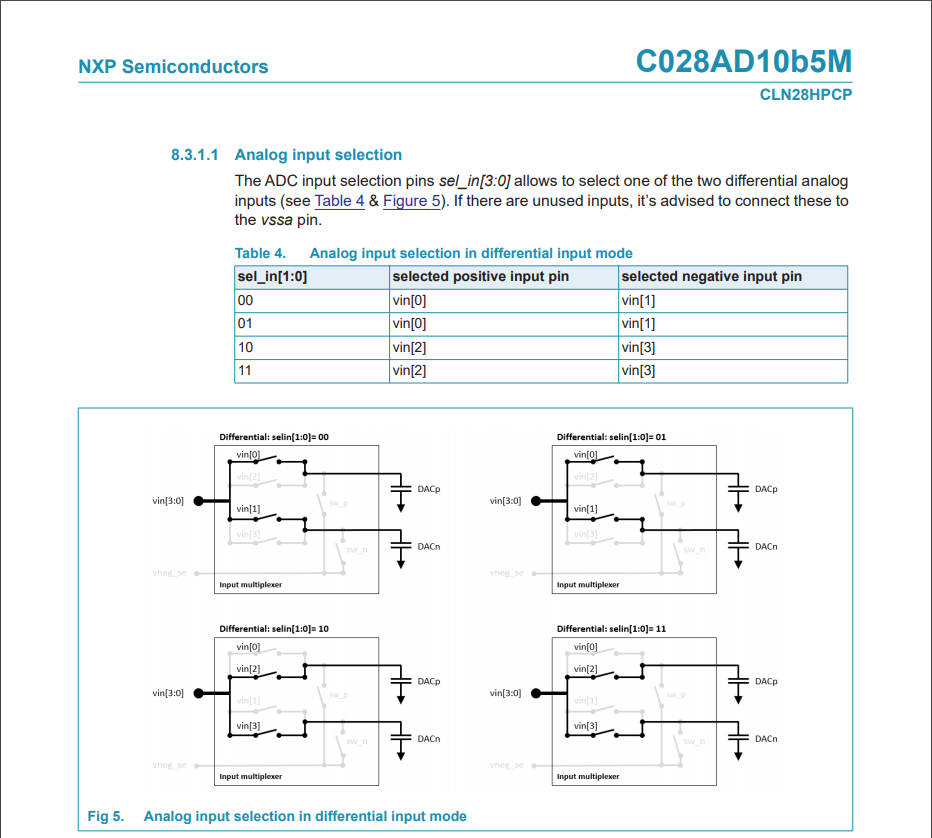 NXP Semiconductors
C028AD10b5M
CLN28HPCP
8.3.1.1 Analog input selection
The ADC input selection pins sel_in[3:0] allows to select one of the two differential analog
inputs (see Table 4 & Figure 5). If there are unused inputs, it’s advised to connect these to
the vssa pin.
Table 4. Analog input selection in differential input mode
sel_in[1:0] selected positive input pin selected negative input pin
00 vin[0] vin[1]
01 vin[0] vin[1]
10 vin[2] vin[3]
11 vin[2] vin[3]
Differential: selin[1:0]= 00
vin[0]
vin[2]
DACp
vin[3:0]
sw_p
vin[1]
vin[3]
DACn
sw_n
vneg_se
Input multiplexer
Differential: selin[1:0]= 01
vin[0]
vin[2]
DACp
vin[3:0]
sw_p
vin[1]
vin[3]
DACn
sw_n
vneg_se
Input multiplexer
Differential: selin[1:0]= 10
vin[0]
vin[2]
DACp
vin[3:0]
sw_p
vin[1]
vin[3]
DACn
sw_n
vneg_se
Input multiplexer
Differential: selin[1:0]= 11
vin[0]
vin[2]
DACp
vin[3:0]
sw_p
vin[1]
vin[3]
DACn
sw_n
vneg_se
Input multiplexer
Fig 5. Analog input selection in differential input mode